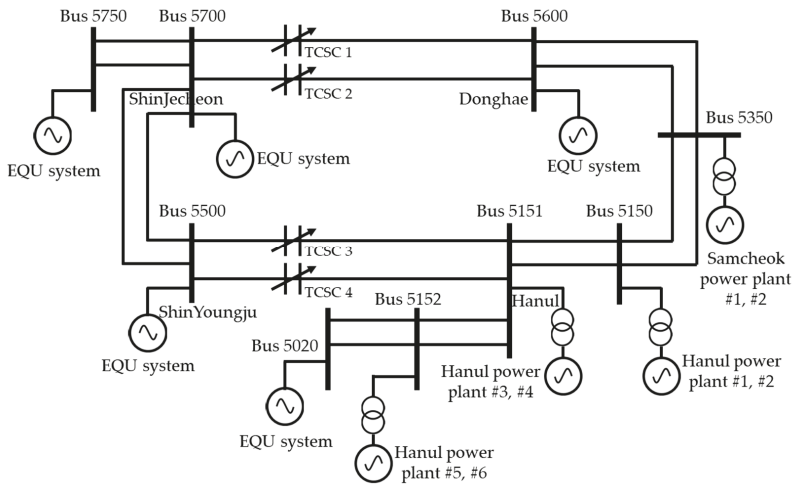 Bus 5750
Bus 5700
Bus 5600
TCSC 1
TCSC 2
ShinJecheon
Donghae
Bus 5350
EQU system
EQU system
EQU system
Bus 5500
Bus 5151
Bus 5150
TCSC 3
Samcheok
power plant
#1, #2
TCSC 4
Bus 5152
Hanul
ShinYoungju
Bus 5020
EQU system
Hanul power
plant #3, #4
Hanul power
plant #1, #2
EQU system
Hanul power
plant #5, #6